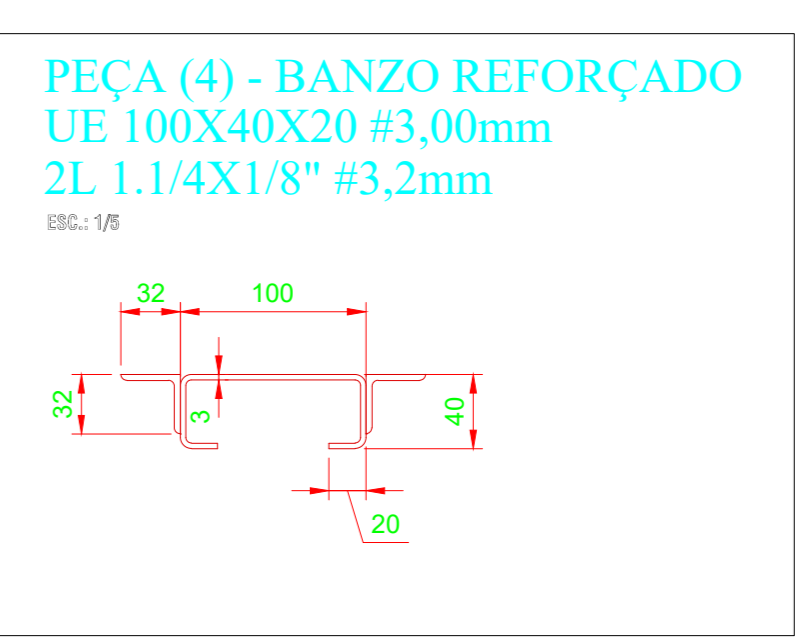 PEÇA (4) - BANZO REFORÇADO
UE 100X40X20 #3,00mm
2L 1.1/4X1/8" #3,2mm
ESC.: 1/5
32
100
32
3
40
20